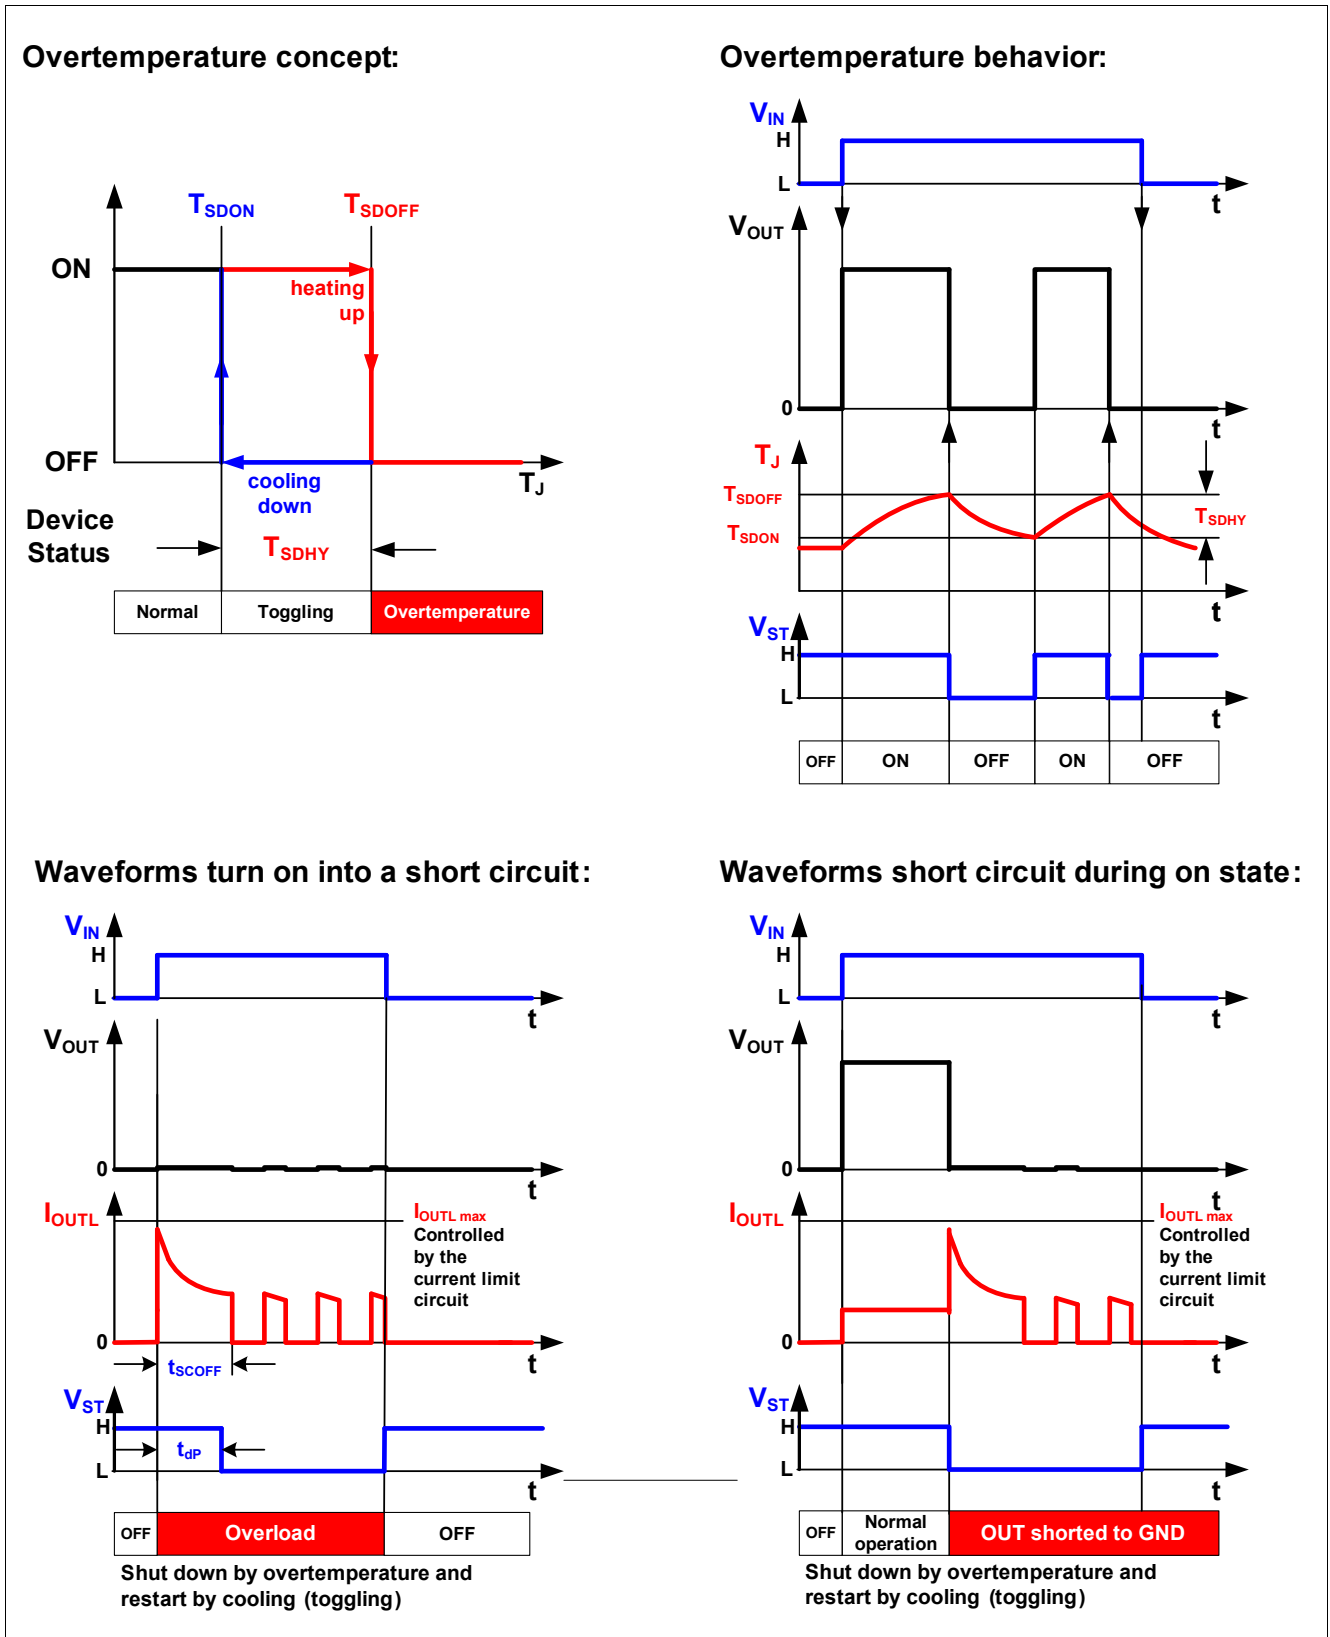 Overtemperature concept:
TSDON
TSDOFF
ON
heating
up
OFF
cooling
down
TJ
Device
Status
TSDHY
Normal
Toggling
Overtemperature
Overtemperature behavior:
VIN
H
L
t
VOUT
0
t
TJ
TSDOFF
TSDON
TSDHY
t
VST
H
L
t
OFF
ON
OFF
ON
OFF
Waveforms turn on into a short circuit:
VIN
H
L
t
VOUT
0
t
IOUTL
IOUTL max
Controlled
by the
current limit
circuit
0
t
tSCOFF
VST
H
tdP
L
t
OFF
Overload
OFF
Shut down by overtemperature and
restart by cooling (toggling)
Waveforms short circuit during on state:
VIN
H
L
t
VOUT
0
t
IOUTL
IOUTL max
Controlled
by the
current limit
circuit
0
t
VST
H
L
t
OFF
Normal
operation
OUT shorted to GND
Shut down by overtemperature and
restart by cooling (toggling)